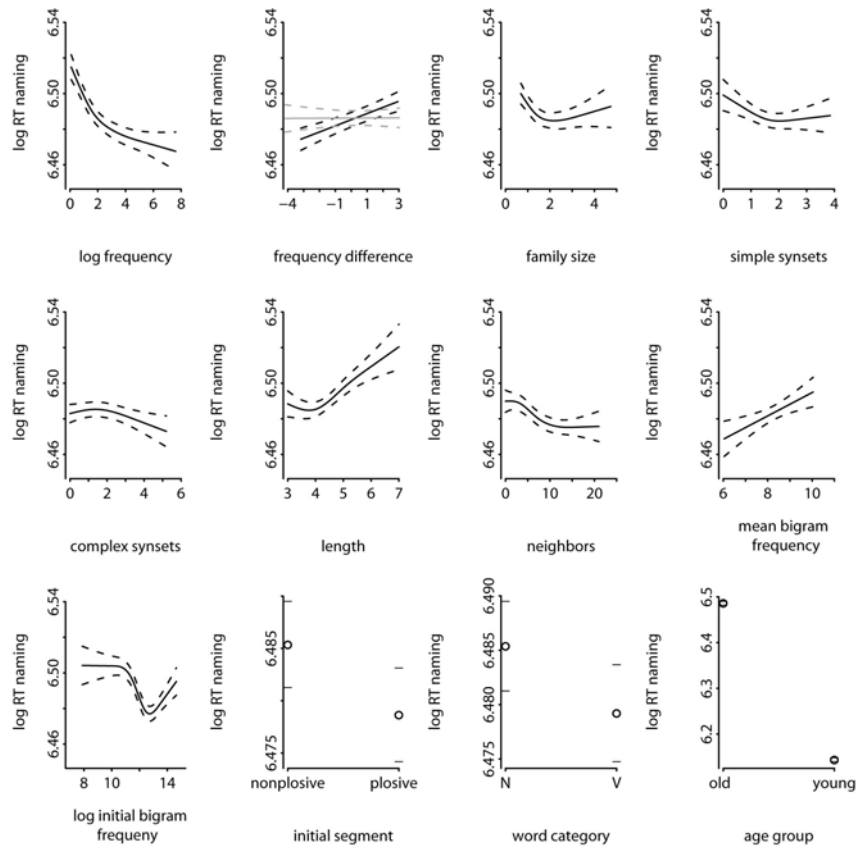 6.54
6.50
6.46
log RT naming
0 2 4 6 8
log frequency
6.54
6.50
6.46
log RT naming
−4 −1 1 3
frequency difference
6.54
6.50
6.46
log RT naming
1 2 3 4
family size
6.54
6.50
6.46
log RT naming
0 1 2 3 4
simple synsets
6.54
6.50
6.46
log RT naming
0 1 2 3 4 5 6
complex synsets
6.54
6.50
6.46
log RT naming
3 4 5 6 7
length
6.54
6.50
6.46
log RT naming
0 10 20
neighbors
6.54
6.50
6.46
log RT naming
6 8 10
mean bigram
frequency
6.54
6.50
6.46
log RT naming
8 10 14
log initial bigram
frequeny
6.485
6.475
log RT naming
nonplosive plosive
initial segment
6.490
6.485
6.480
6.475
log RT naming
N V
word category
6.5
6.4
6.3
6.2
log RT naming
old young
age group